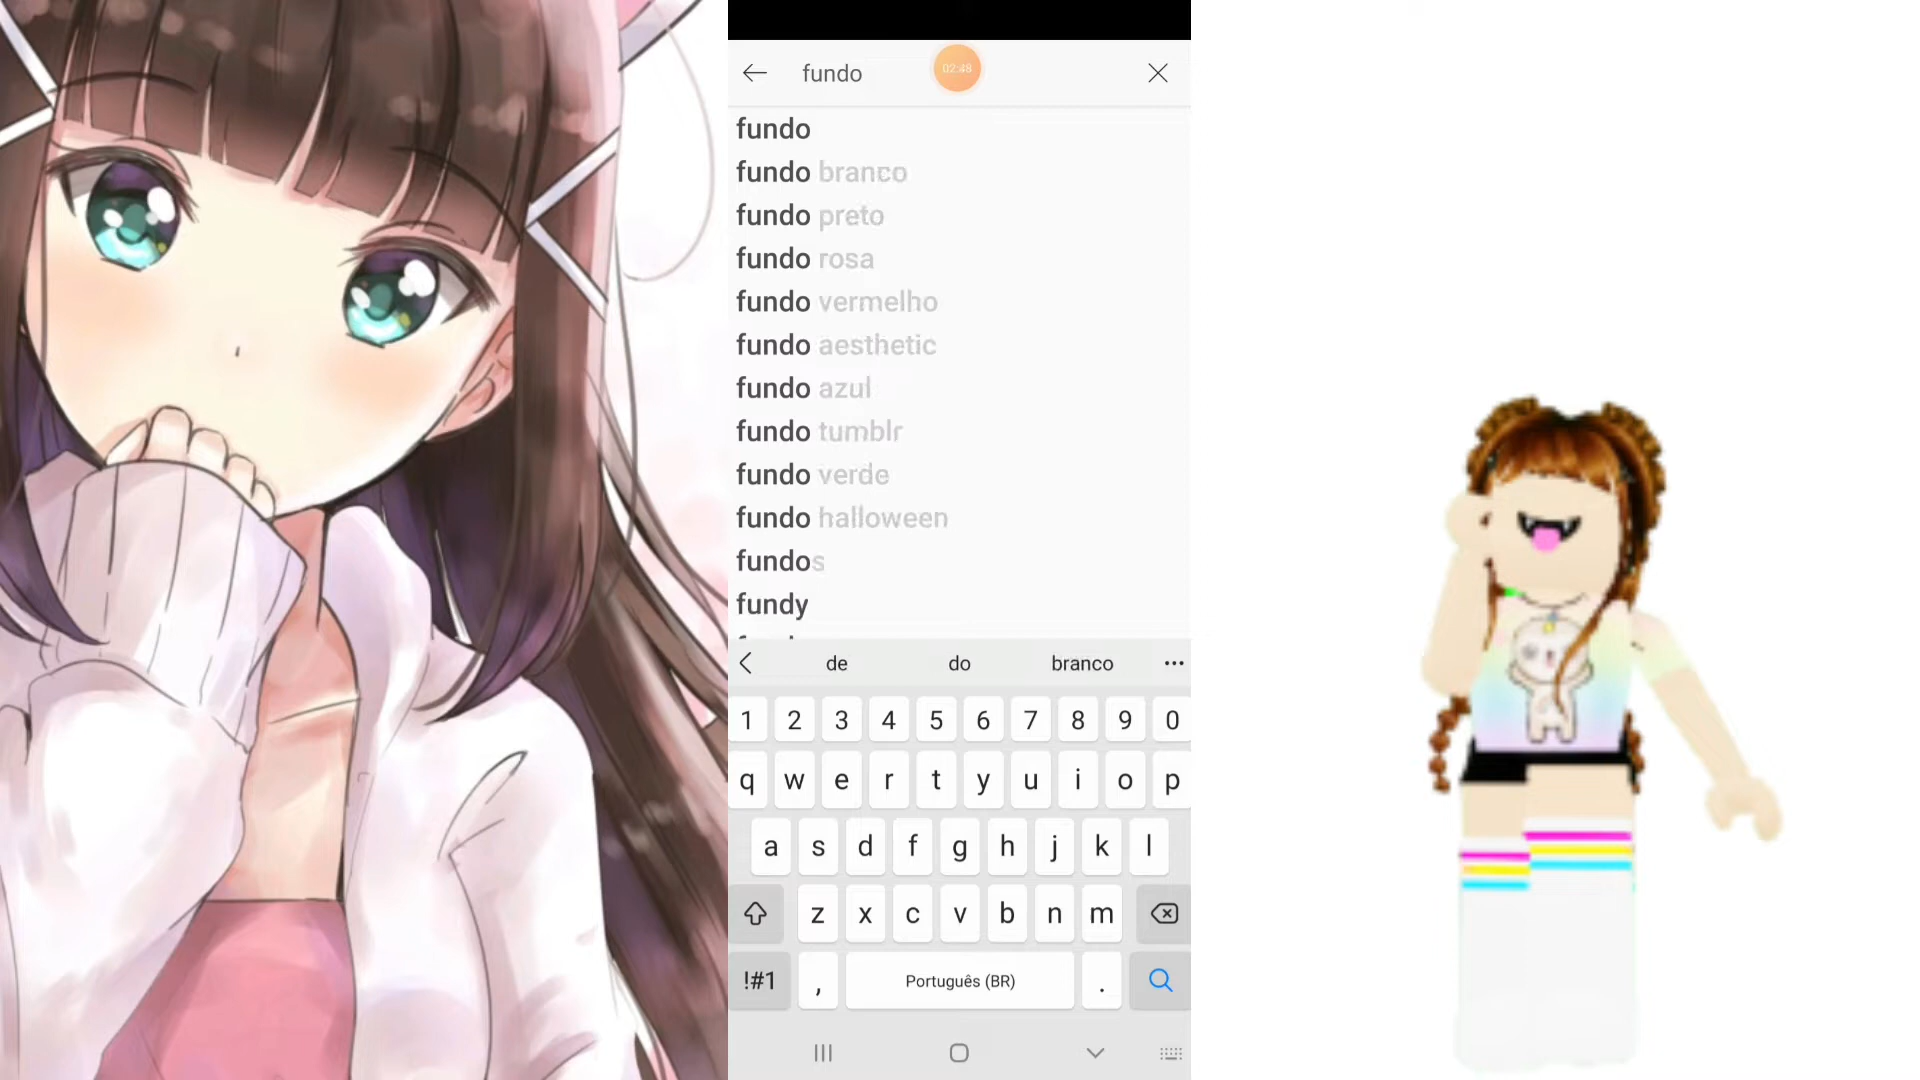 fundo
02:48
fundo
fundo branco
fundo preto
fundo rosa
fundo vermelho
fundo aesthetic
fundo azul
fundo tumblr
fundo verde
fundo halloween
fundos
fundy
de do branco
1 2 3 4 5 6 7 8 9 0
q w e r t y u i o p
a s d f g h j k l
z x c v b n m
!#1 , Português (BR) .